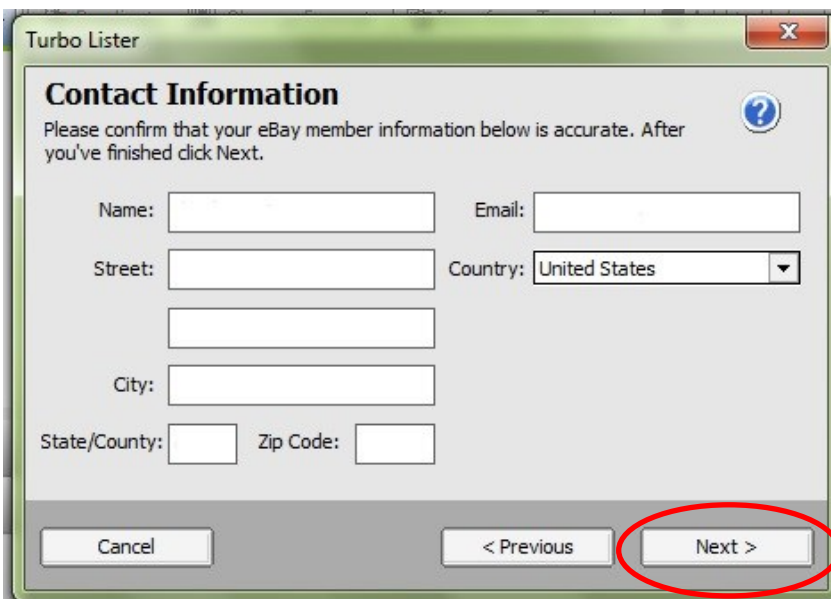 Turbo Lister
Contact Information
Please confirm that your eBay member information below is accurate. After
you've finished click Next.
Name:
Email:
Street:
Country: United States
City:
State/County:
Zip Code:
Cancel
< Previous
Next >